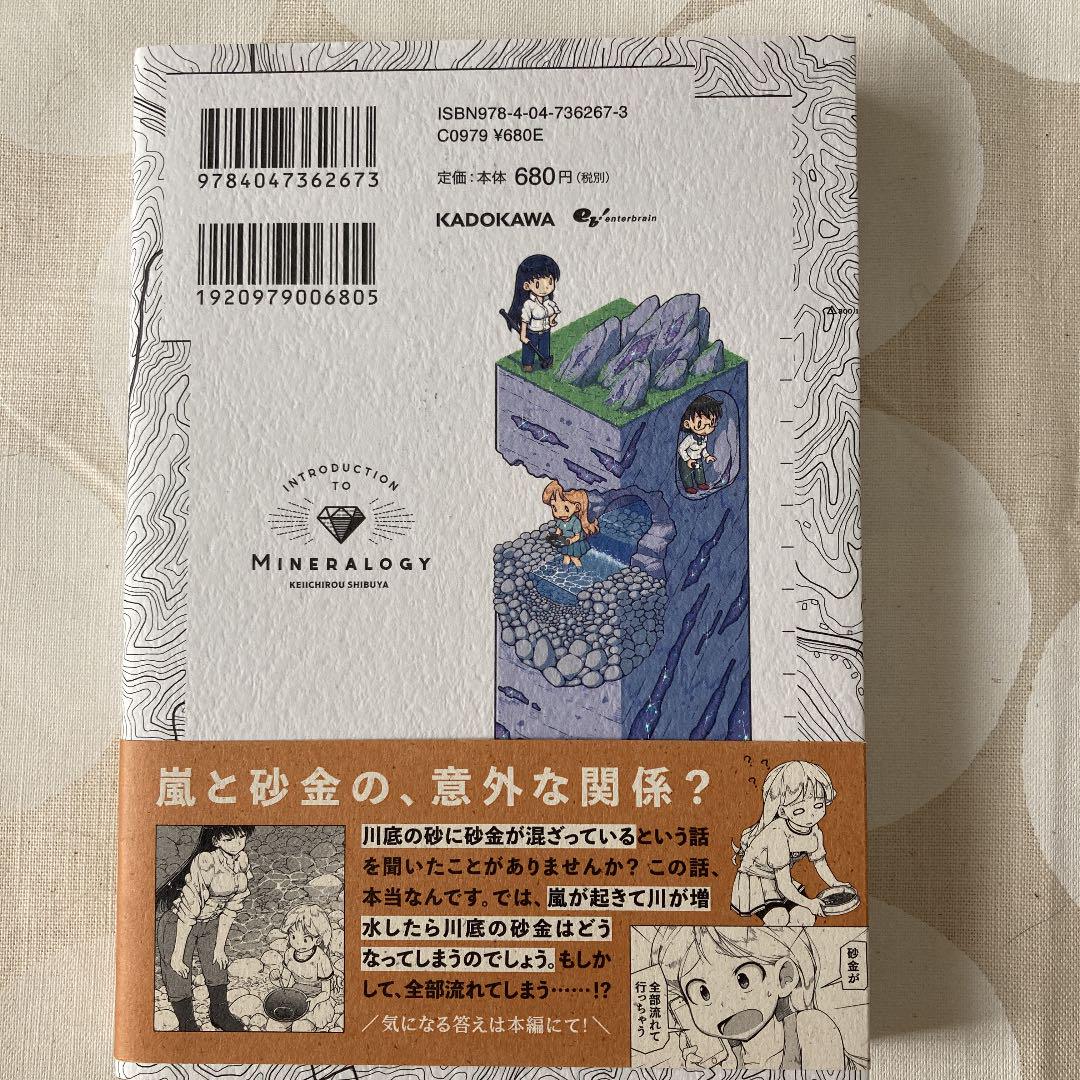 ISBN978-4-04-736267-3
C0979 ¥680E
9784047362673
定価：本体 680円（税別）
KADOKAWA
eb! enterbrain
1920979006805
△800.1
INTRODUCTION
TO
MINERALOGY
KEIICHIROU SHIBUYA
嵐と砂金の、意外な関係？
川底の砂に砂金が混ざっているという話
を聞いたことがありませんか？ この話、
本当なんです。では、嵐が起きて川が増
水したら川底の砂金はどう
なってしまうのでしょう。もしか
して、全部流れてしまう……!?
／気になる答えは本編にて！＼
? ? ?
砂金が
全部流れて
行っちゃう